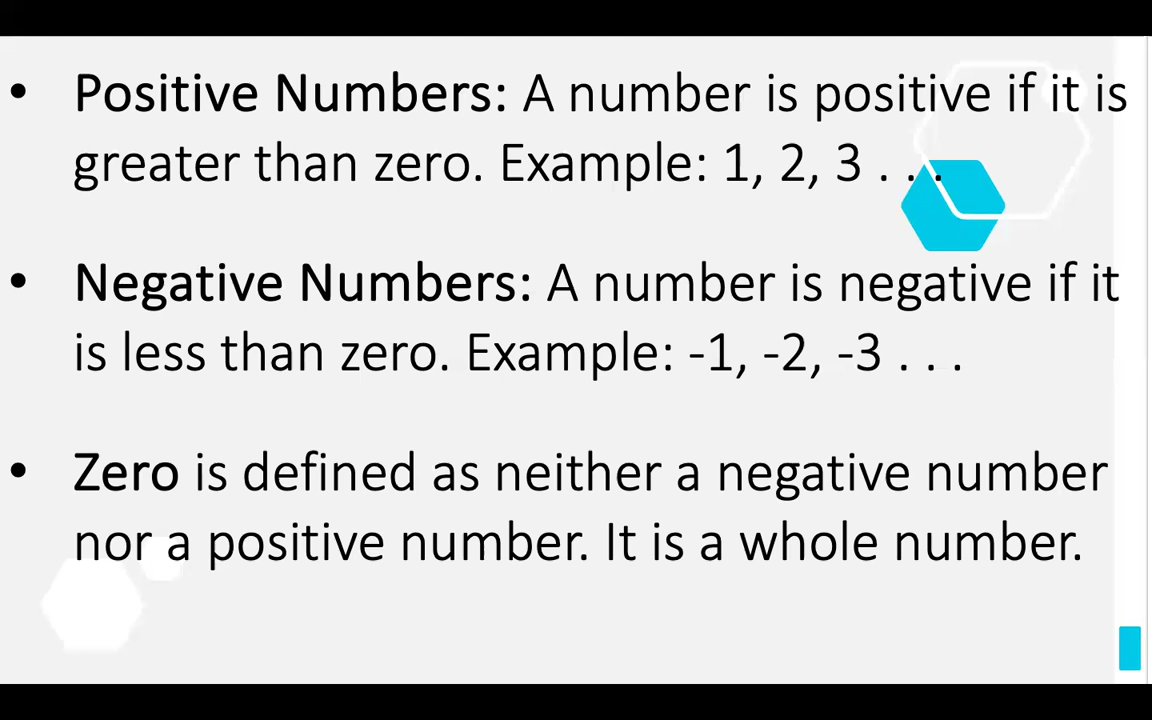 • Positive Numbers: A number is positive if it is
greater than zero. Example: 1, 2, 3 . . .
• Negative Numbers: A number is negative if it
is less than zero. Example: -1, -2, -3 . . .
• Zero is defined as neither a negative number
nor a positive number. It is a whole number.